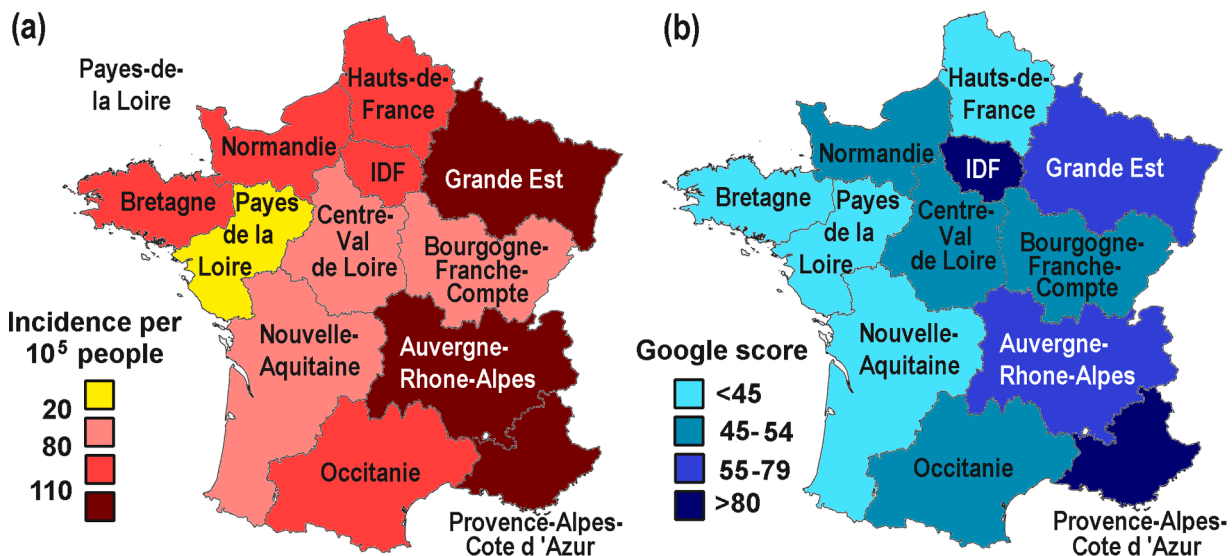 (a)
Payes-de-
la Loire
Hauts-de-
France
Normandie
IDF
Grande Est
Bretagne
Payes
de la
Loire
Centre-
Val
de Loire
Bourgogne-
Franche-
Compte
Incidence per
10⁵ people
20
80
110
Nouvelle-
Aquitaine
Auvergne-
Rhone-Alpes
Occitanie
Provence-Alpes-
Cote d 'Azur
(b)
Hauts-de-
France
Normandie
IDF
Grande Est
Bretagne
Payes
de la
Loire
Centre-
Val
de Loire
Bourgogne-
Franche-
Compte
Google score
<45
45-54
55-79
>80
Nouvelle-
Aquitaine
Auvergne-
Rhone-Alpes
Occitanie
Provence-Alpes-
Cote d 'Azur